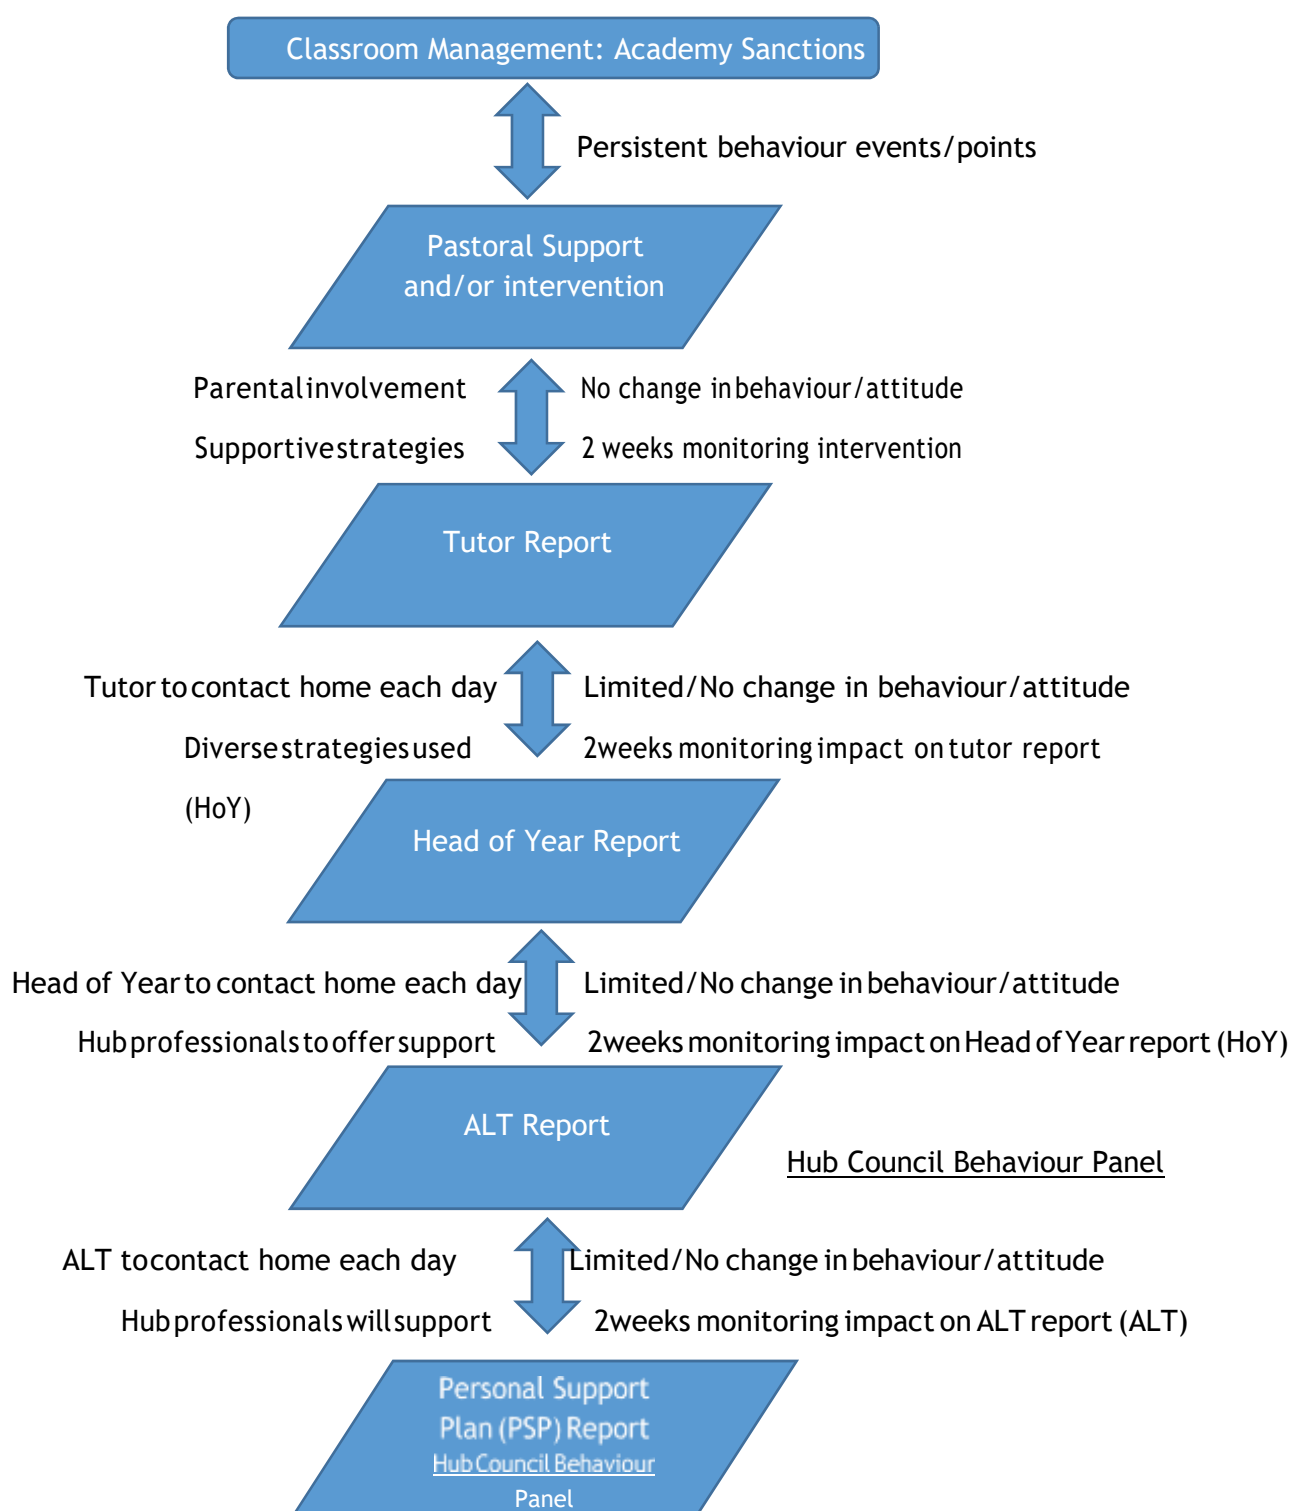 Classroom Management: Academy Sanctions
Persistent behaviour events/points
Pastoral Support
and/or intervention
Parental involvement
No change in behaviour/attitude
Supportive strategies
2 weeks monitoring intervention
Tutor Report
Tutor to contact home each day
Limited/No change in behaviour/attitude
Diverse strategies used
2weeks monitoring impact on tutor report
(HoY)
Head of Year Report
Head of Year to contact home each day
Limited/No change in behaviour/attitude
Hub professionals to offer support
2weeks monitoring impact on Head of Year report (HoY)
ALT Report
Hub Council Behaviour Panel
ALT to contact home each day
Limited/No change in behaviour/attitude
Hub professionals will support
2weeks monitoring impact on ALT report (ALT)
Personal Support
Plan (PSP) Report
Hub Council Behaviour
Panel